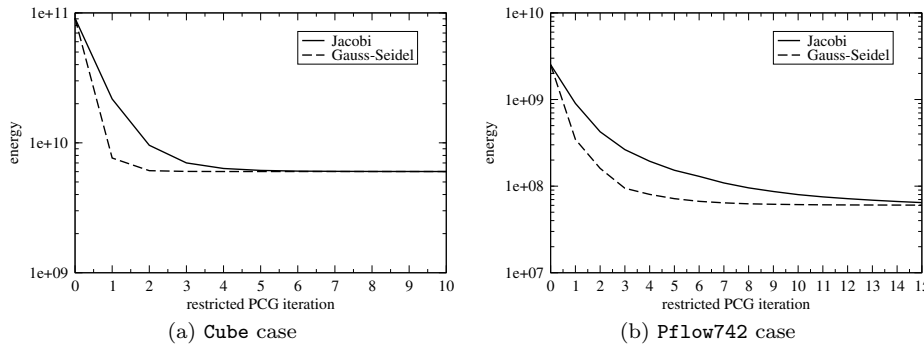 1e+11
1e+10
1e+09
energy
Jacobi
Gauss-Seidel
0 1 2 3 4 5 6 7 8 9 10
restricted PCG iteration
(a) Cube case
1e+10
1e+09
1e+08
1e+07
energy
Jacobi
Gauss-Seidel
0 1 2 3 4 5 6 7 8 9 10 11 12 13 14 15
restricted PCG iteration
(b) Pflow742 case